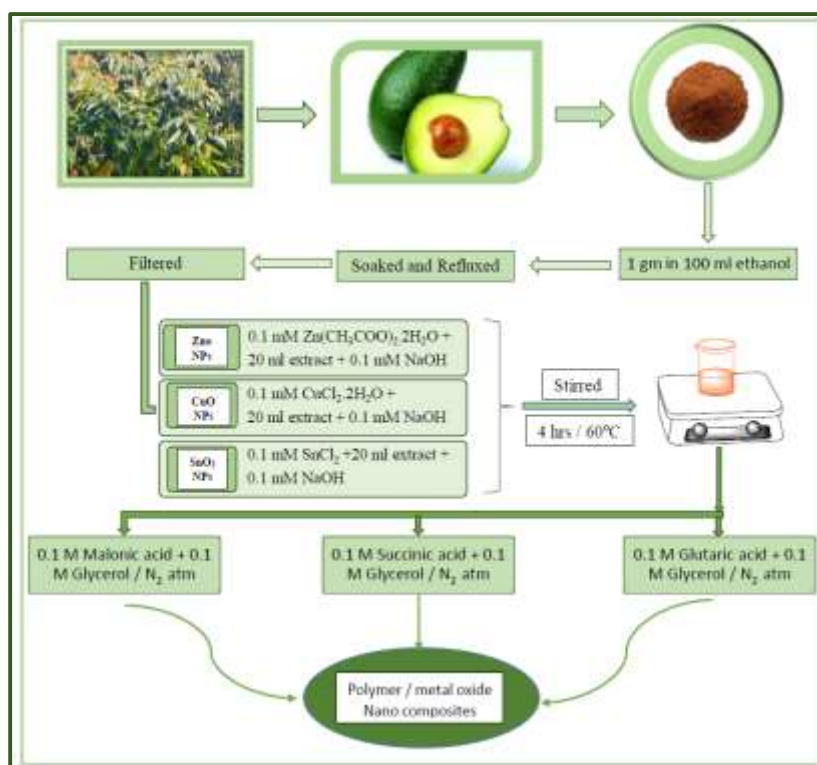 1 gm in 100 ml ethanol
Soaked and Refluxed
Filtered
Zno
NPs
0.1 mM Zn(CH₃COO)₂ 2H₂O +
20 ml extract + 0.1 mM NaOH
CuO
NPs
0.1 mM CuCl₂.2H₂O +
20 ml extract + 0.1 mM NaOH
SnO₂
NPs
0.1 mM SnCl₂ +20 ml extract +
0.1 mM NaOH
Stirred
4 hrs / 60°C
0.1 M Malonic acid + 0.1
M Glycerol / N₂ atm
0.1 M Succinic acid + 0.1
M Glycerol / N₂ atm
0.1 M Glutaric acid + 0.1
M Glycerol / N₂ atm
Polymer / metal oxide
Nano composites